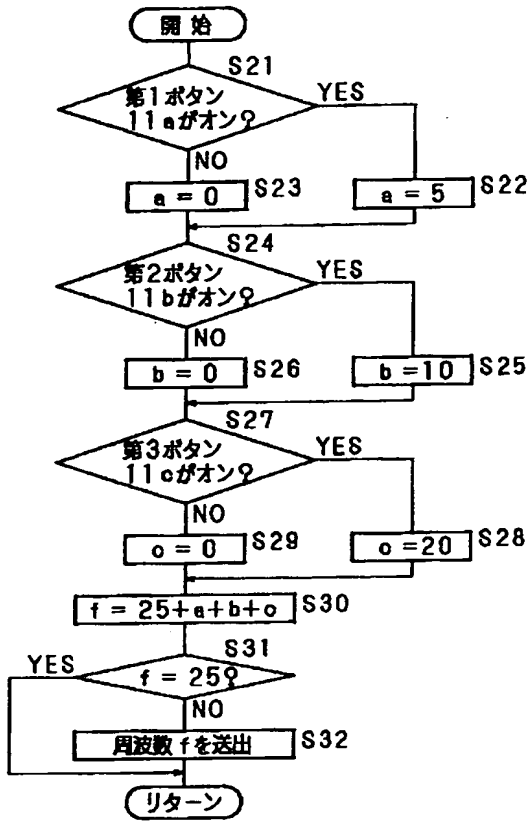 開始
S21
第1ボタン
11aがオン?
YES
NO
a = 0
S23
a = 5
S22
S24
第2ボタン
11bがオン?
YES
NO
b = 0
S26
b =10
S25
S27
第3ボタン
11cがオン?
YES
NO
c = 0
S29
c =20
S28
f = 25+a+b+c
S30
S31
YES
f = 25?
NO
周波数 f を送出
S32
リターン